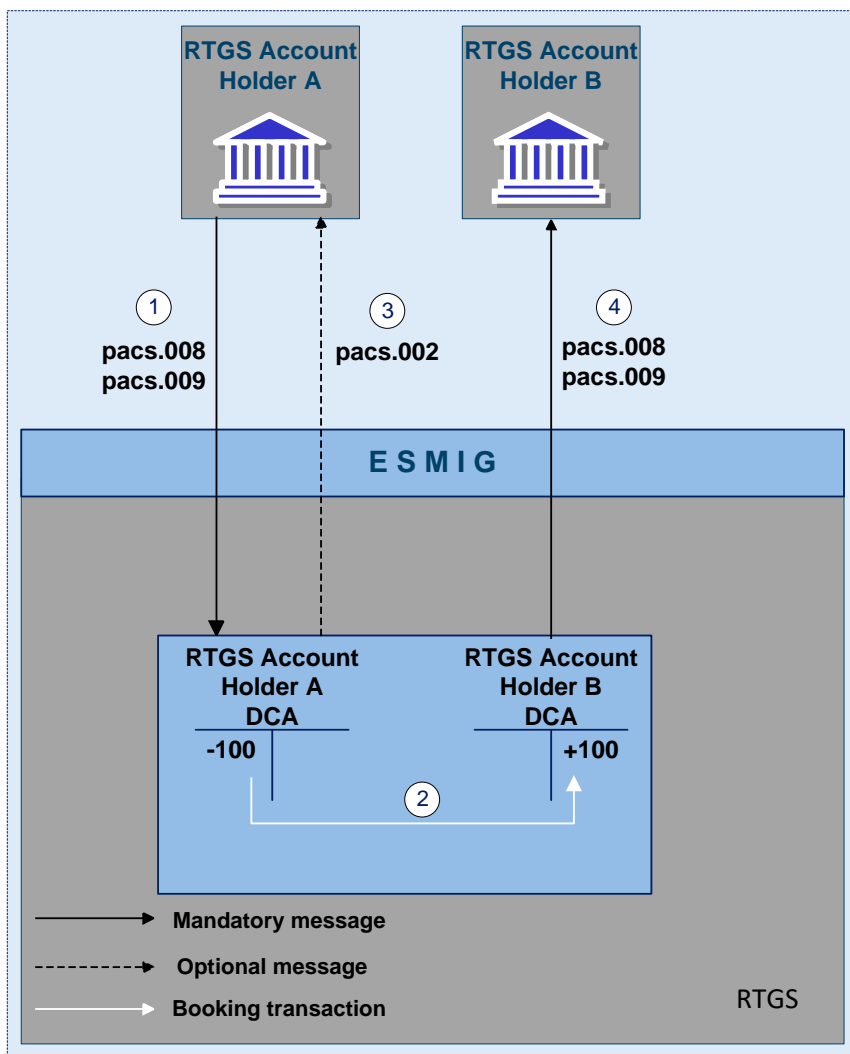 RTGS Account
Holder A
RTGS Account
Holder B
1
pacs.008
pacs.009
3
pacs.002
4
pacs.008
pacs.009
E S M I G
RTGS Account
Holder A
DCA
-100
RTGS Account
Holder B
DCA
+100
2
Mandatory message
Optional message
Booking transaction
RTGS